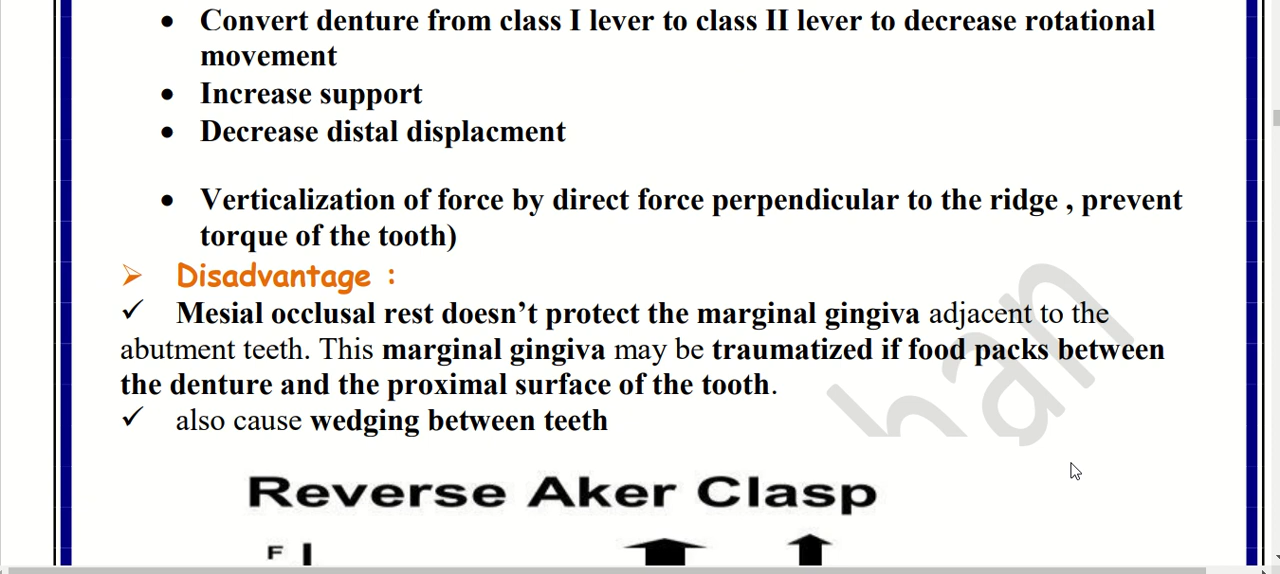 • Convert denture from class I lever to class II lever to decrease rotational
movement
• Increase support
• Decrease distal displacment
• Verticalization of force by direct force perpendicular to the ridge , prevent
torque of the tooth)
➢ Disadvantage :
✓ Mesial occlusal rest doesn’t protect the marginal gingiva adjacent to the
abutment teeth. This marginal gingiva may be traumatized if food packs between
the denture and the proximal surface of the tooth.
✓ also cause wedging between teeth
han
Reverse Aker Clasp
F